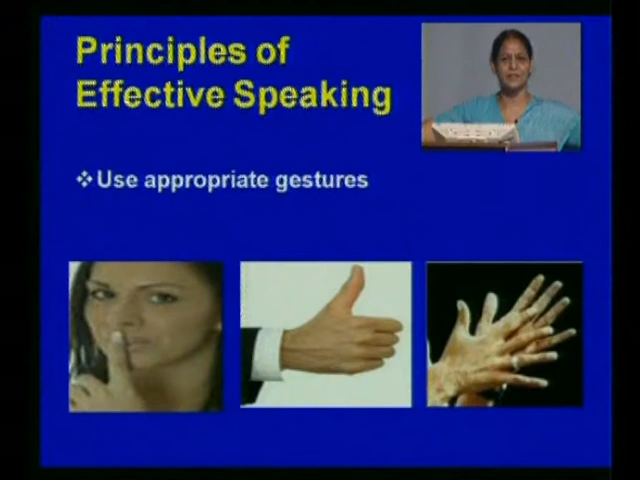 Principles of
Effective Speaking
❖Use appropriate gestures